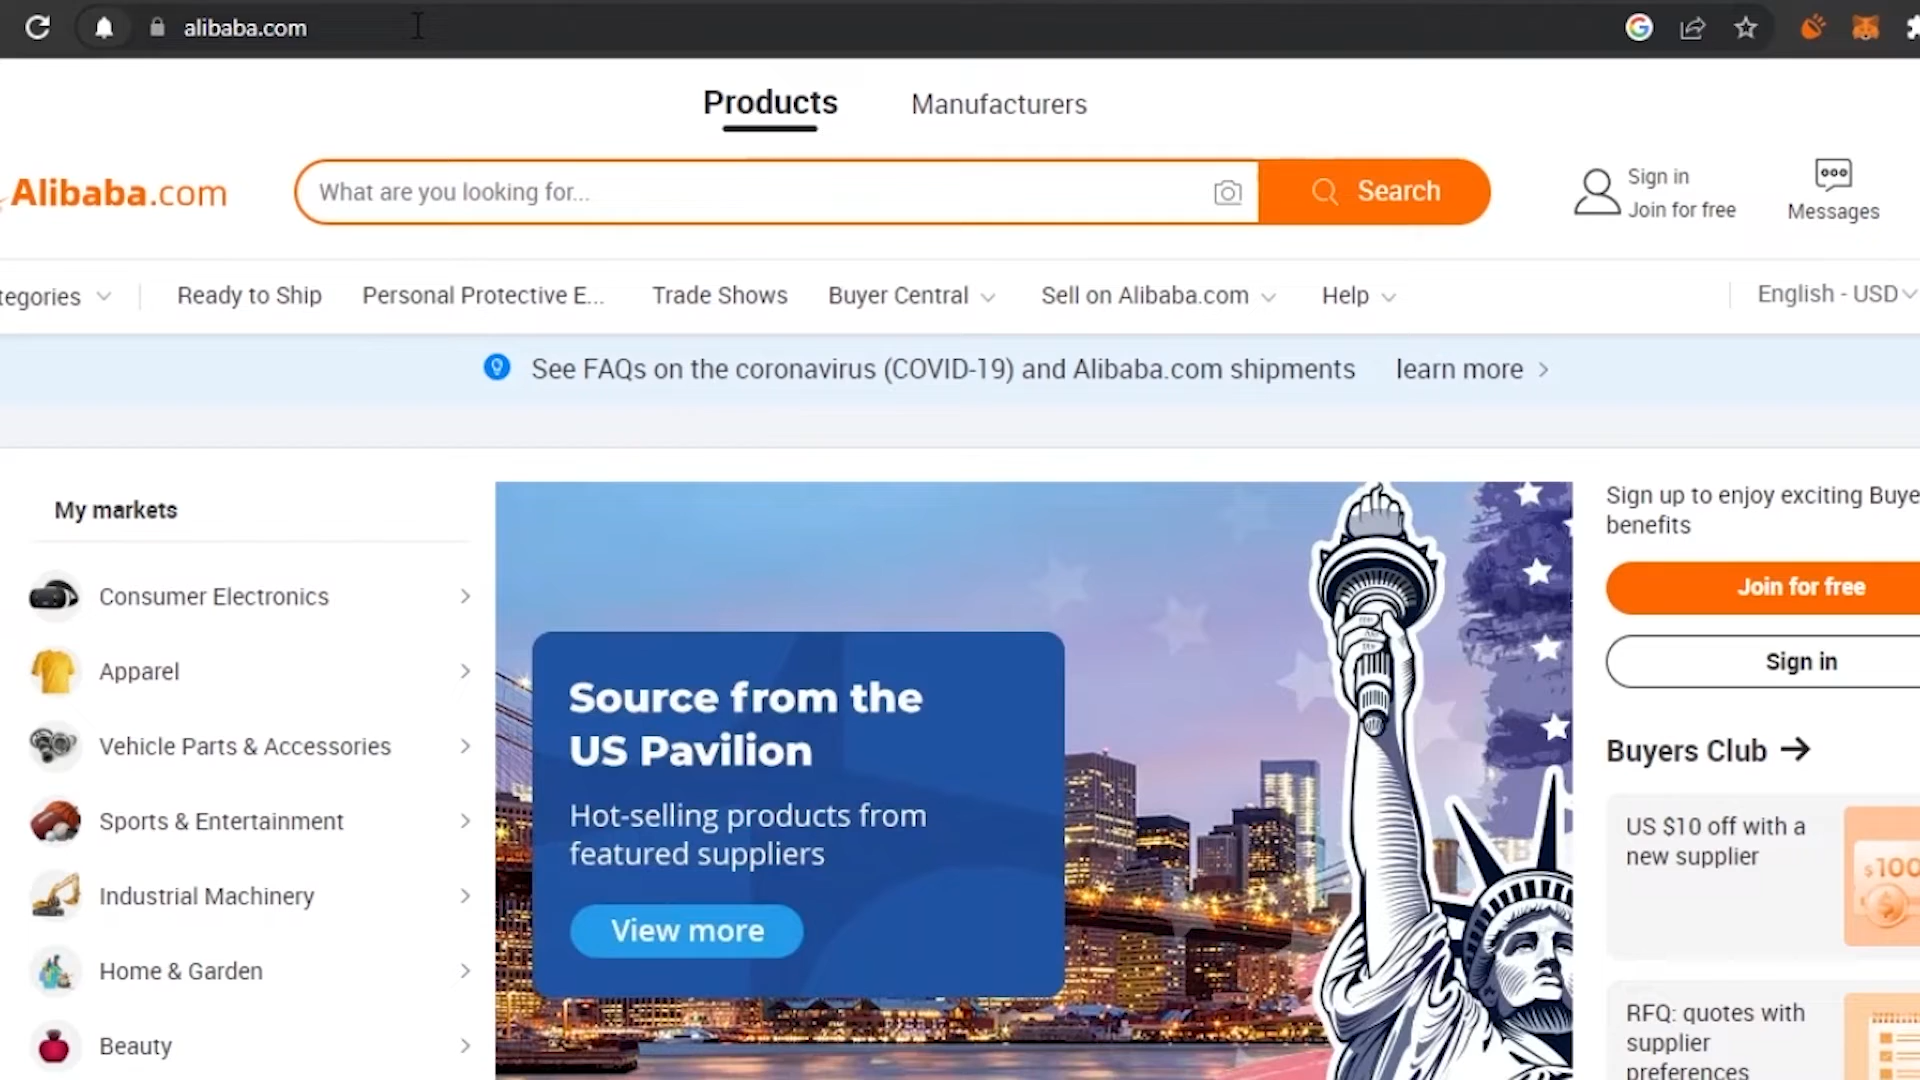 alibaba.com
Products
Manufacturers
Alibaba.com
What are you looking for...
Search
Sign in
Join for free
Messages
tegories
Ready to Ship
Personal Protective E...
Trade Shows
Buyer Central
Sell on Alibaba.com
Help
English - USD
See FAQs on the coronavirus (COVID-19) and Alibaba.com shipments
learn more
My markets
Consumer Electronics
Apparel
Vehicle Parts & Accessories
Sports & Entertainment
Industrial Machinery
Home & Garden
Beauty
Source from the
US Pavilion
Hot-selling products from
featured suppliers
View more
Sign up to enjoy exciting Buye
benefits
Join for free
Sign in
Buyers Club
US $10 off with a
new supplier
$100
RFQ: quotes with
supplier
preferences